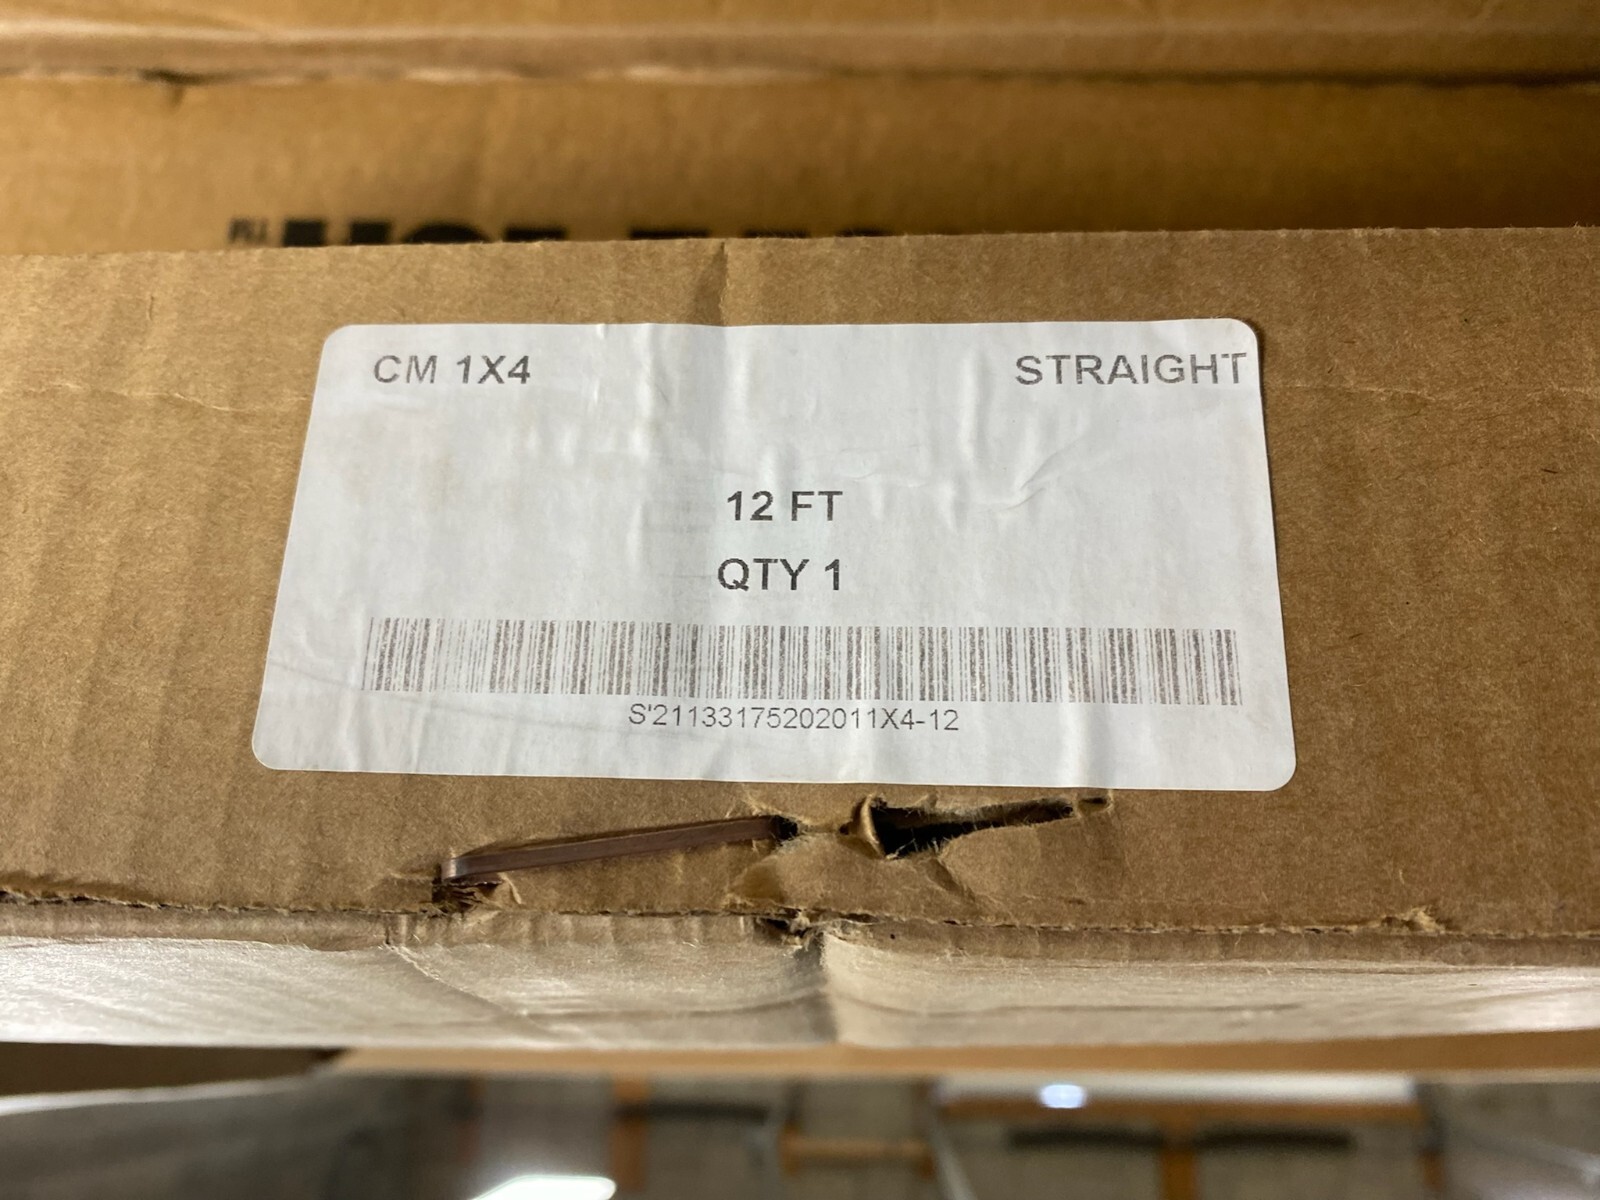 CM 1X4 STRAIGHT
12 FT
QTY 1
S'21133175202011X4-12